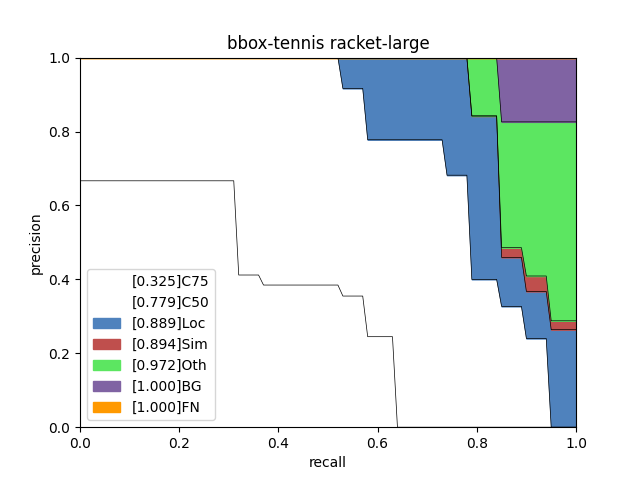 bbox-tennis racket-large
1.0
0.8
0.6
0.4
0.2
0.0
precision
[0.325]C75
[0.779]C50
[0.889]Loc
[0.894]Sim
[0.972]Oth
[1.000]BG
[1.000]FN
0.0 0.2 0.4 0.6 0.8 1.0
recall